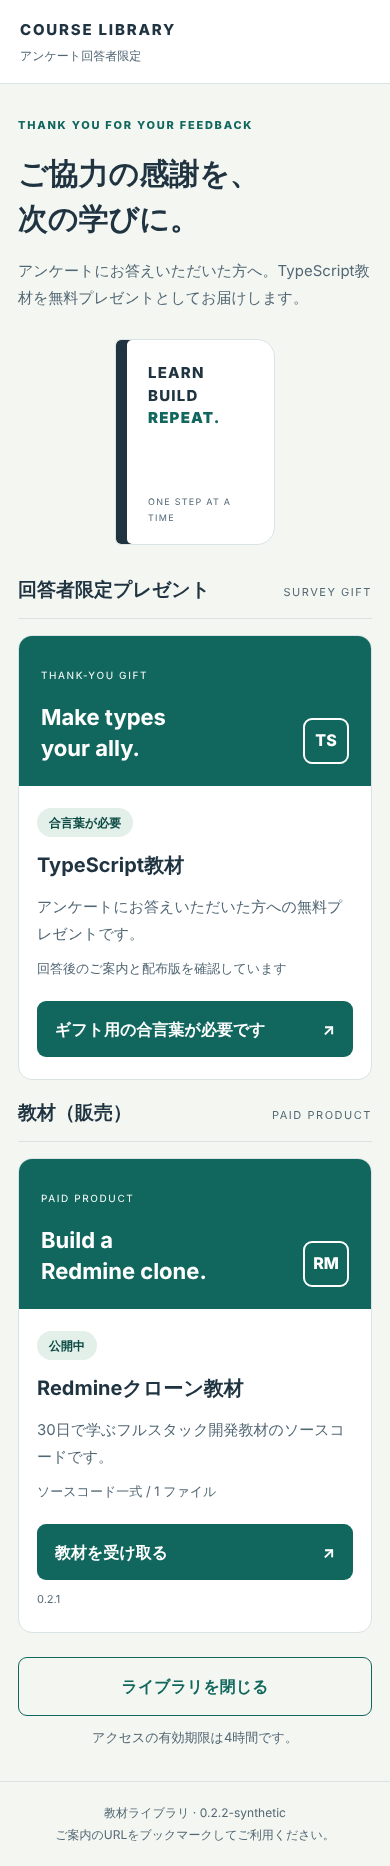 COURSE LIBRARY
アンケート回答者限定
THANK YOU FOR YOUR FEEDBACK
ご協力の感謝を、
次の学びに。
アンケートにお答えいただいた方へ。TypeScript教
材を無料プレゼントとしてお届けします。
LEARN
BUILD
REPEAT.
ONE STEP AT A
TIME
回答者限定プレゼント
SURVEY GIFT
THANK-YOU GIFT
Make types
your ally.
TS
合言葉が必要
TypeScript教材
アンケートにお答えいただいた方への無料プ
レゼントです。
回答後のご案内と配布版を確認しています
ギフト用の合言葉が必要です ↗
教材（販売）
PAID PRODUCT
PAID PRODUCT
Build a
Redmine clone.
RM
公開中
Redmineクローン教材
30日で学ぶフルスタック開発教材のソースコ
ードです。
ソースコード一式 / 1 ファイル
教材を受け取る ↗
0.2.1
ライブラリを閉じる
アクセスの有効期限は4時間です。
教材ライブラリ · 0.2.2-synthetic
ご案内のURLをブックマークしてご利用ください。